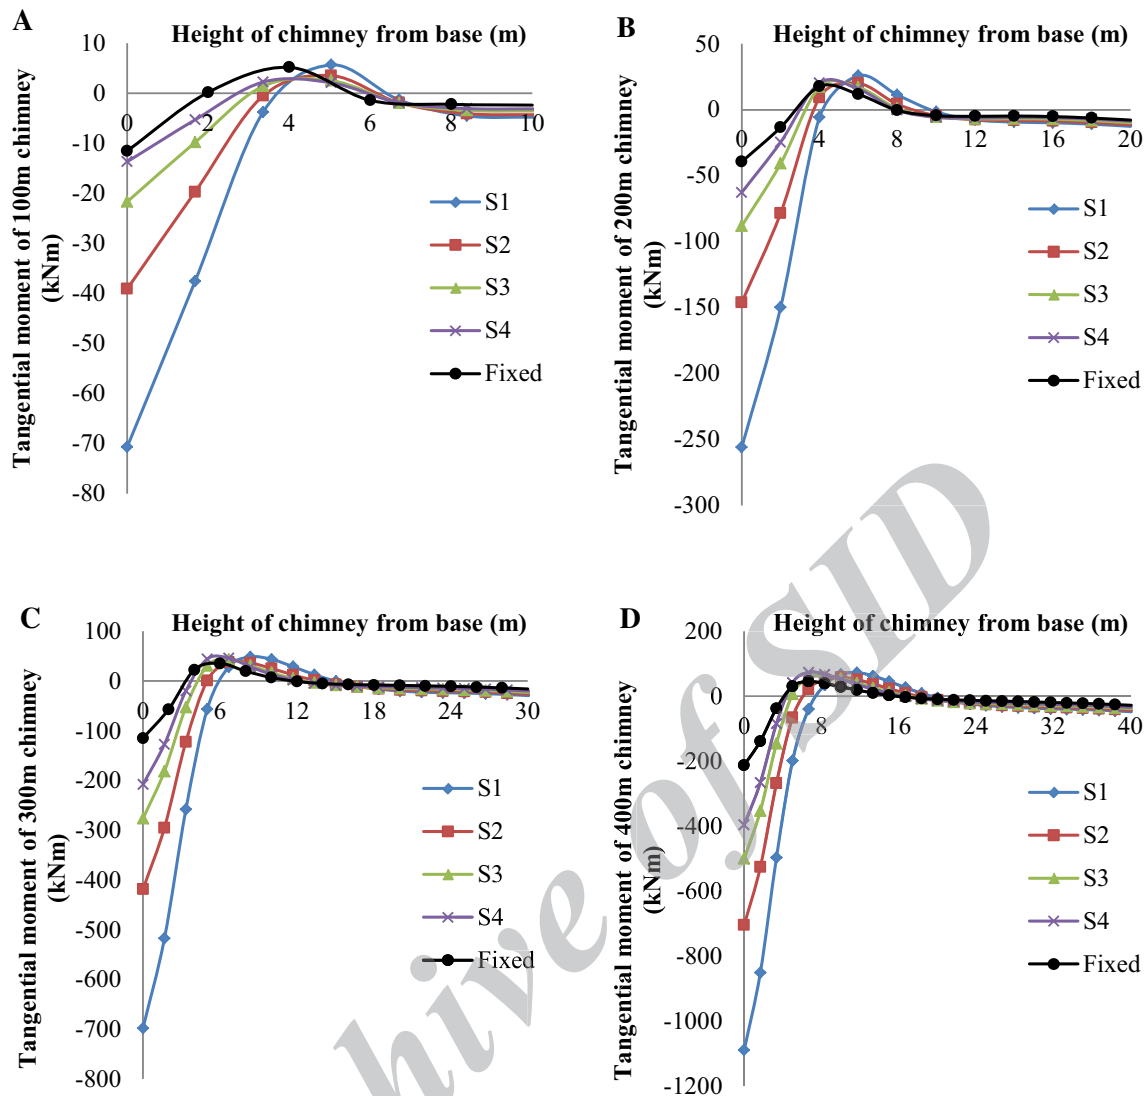 A
Height of chimney from base (m)
Tangential moment of 100m chimney
(kNm)
10
0
-10
-20
-30
-40
-50
-60
-70
-80
0 2 4 6 8 10
S1
S2
S3
S4
Fixed
B
Height of chimney from base (m)
Tangential moment of 200m chimney
(kNm)
50
0
-50
-100
-150
-200
-250
-300
0 4 8 12 16 20
S1
S2
S3
S4
Fixed
C
Height of chimney from base (m)
Tangential moment of 300m chimney
(kNm)
100
0
-100
-200
-300
-400
-500
-600
-700
-800
0 6 12 18 24 30
S1
S2
S3
S4
Fixed
D
Height of chimney from base (m)
Tangential moment of 400m chimney
(kNm)
200
0
-200
-400
-600
-800
-1000
-1200
0 8 16 24 32 40
S1
S2
S3
S4
Fixed
hive of SID